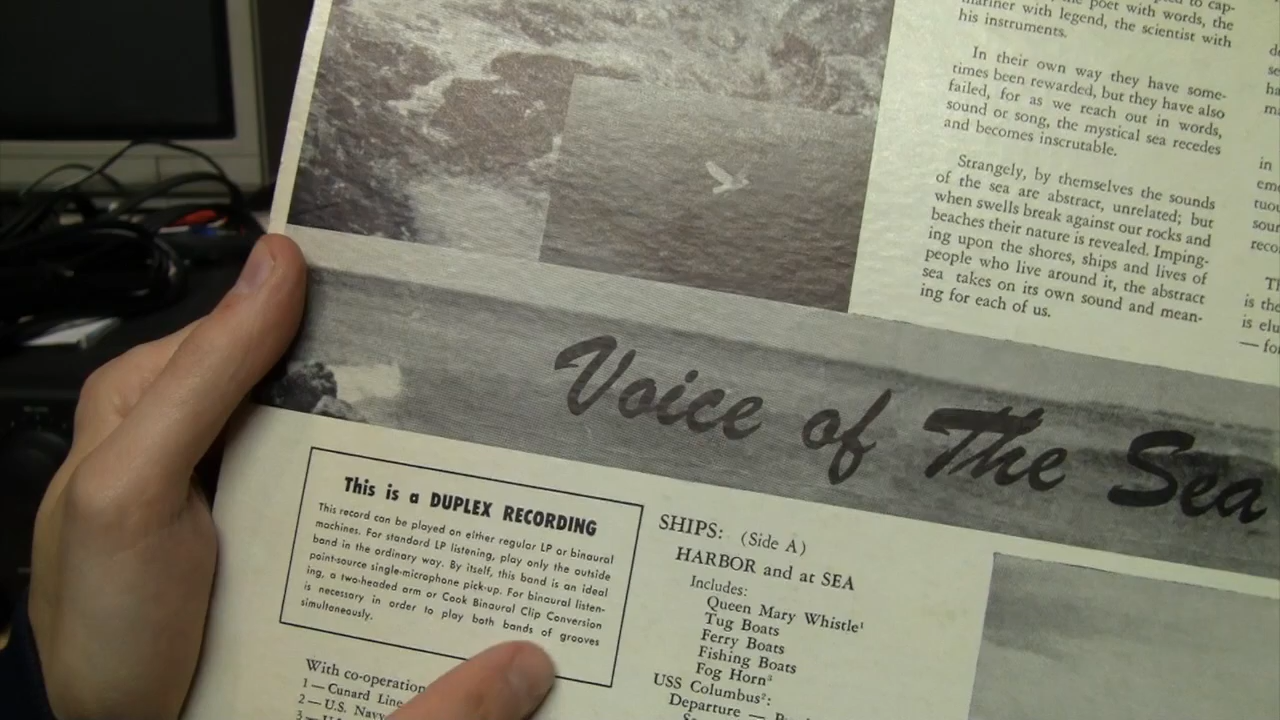 the poet with words, the
mariner with legend, the scientist with
his instruments.
In their own way they have some-
times been rewarded, but they have also
failed, for as we reach out in words,
sound or song, the mystical sea recedes
and becomes inscrutable.
Strangely, by themselves the sounds
of the sea are abstract, unrelated; but
when swells break against our rocks and
beaches their nature is revealed. Imping-
ing upon the shores, ships and lives of
people who live around it, the abstract
sea takes on its own sound and mean-
ing for each of us.
in
is the
is elu
— for
Voice of The Sea
This is a DUPLEX RECORDING
This record can be played on either regular LP or binaural
machines. For standard LP listening, play only the outside
band in the ordinary way. By itself, this band is an ideal
point-source single-microphone pick-up. For binaural listen-
ing, a two-headed arm or Cook Binaural Clip Conversion
is necessary in order to play both bands of grooves
simultaneously.
With co-operation
1 — Cunard Line
2 — U.S. Navy
3 — U.
SHIPS: (Side A)
HARBOR and at SEA
Includes:
Queen Mary Whistle¹
Tug Boats
Ferry Boats
Fishing Boats
Fog Horn³
USS Columbus²:
Departure —